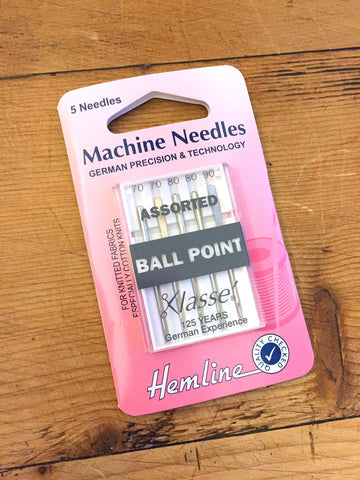 5 Needles
Machine Needles
GERMAN PRECISION & TECHNOLOGY
70 70 80 80 90
ASSORTED
BALL POINT
Klassé
125 YEARS
German Experience
FOR KNITTED FABRICS
ESPECIALLY COTTON KNITS
Hemline
QUALITY CHECKED